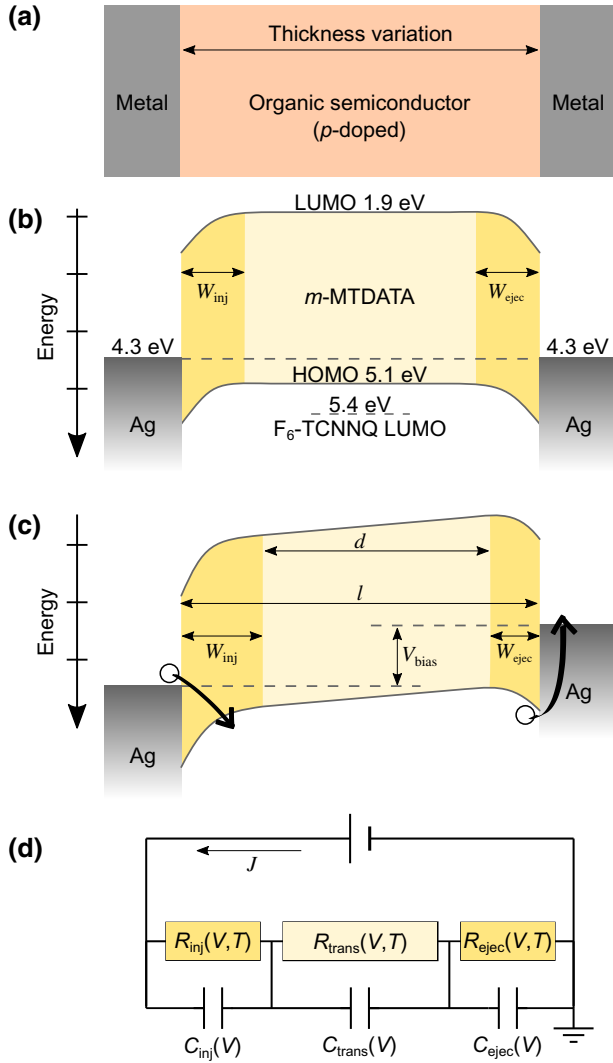 (a)
Thickness variation
Metal
Organic semiconductor
(p-doped)
Metal
(b)
LUMO 1.9 eV
W_inj
W_ejec
m-MTDATA
Energy
4.3 eV
4.3 eV
HOMO 5.1 eV
5.4 eV
F₆-TCNNQ LUMO
Ag
Ag
(c)
d
l
Energy
W_inj
V_bias
W_ejec
Ag
Ag
(d)
J
R_inj(V,T)
R_trans(V,T)
R_ejec(V,T)
C_inj(V)
C_trans(V)
C_ejec(V)